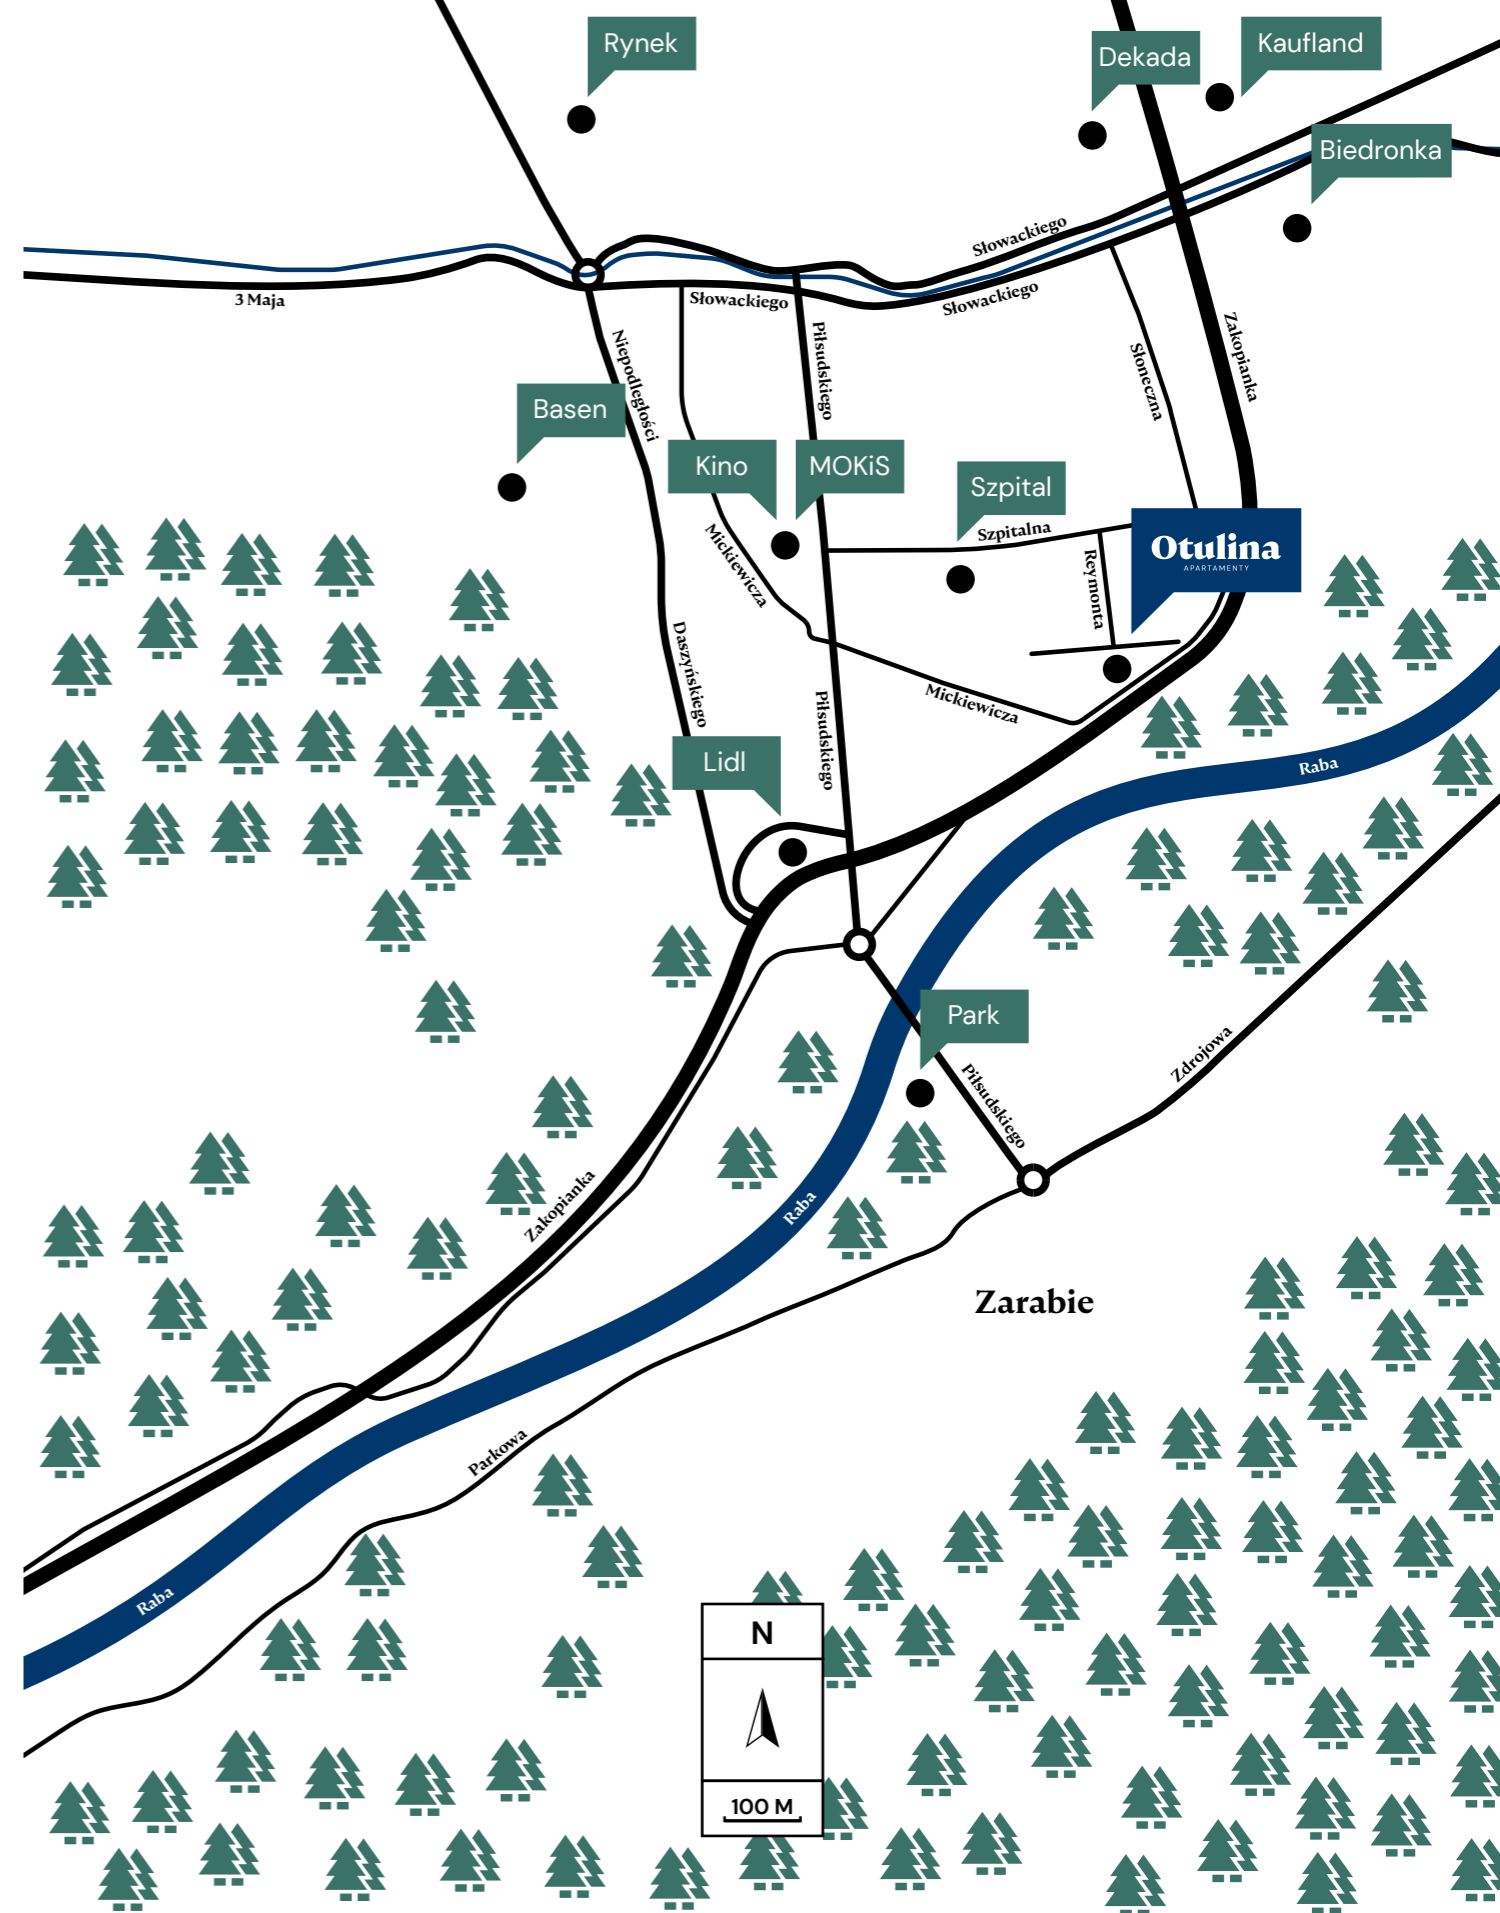 Rynek
Dekada
Kaufland
Biedronka
Słowackiego
3 Maja
Słowackiego
Słowackiego
Niepodległości
Piłsudskiego
Słoneczna
Zakopianka
Basen
Kino
MOKiS
Szpital
Szpitalna
Mickiewicza
Reymonta
Otulina
APARTAMENTY
Daszyńskiego
Piłsudskiego
Mickiewicza
Lidl
Raba
Park
Piłsudskiego
Zdrojowa
Zakopianka
Raba
Zarabie
Parkowa
Raba
N
100 M